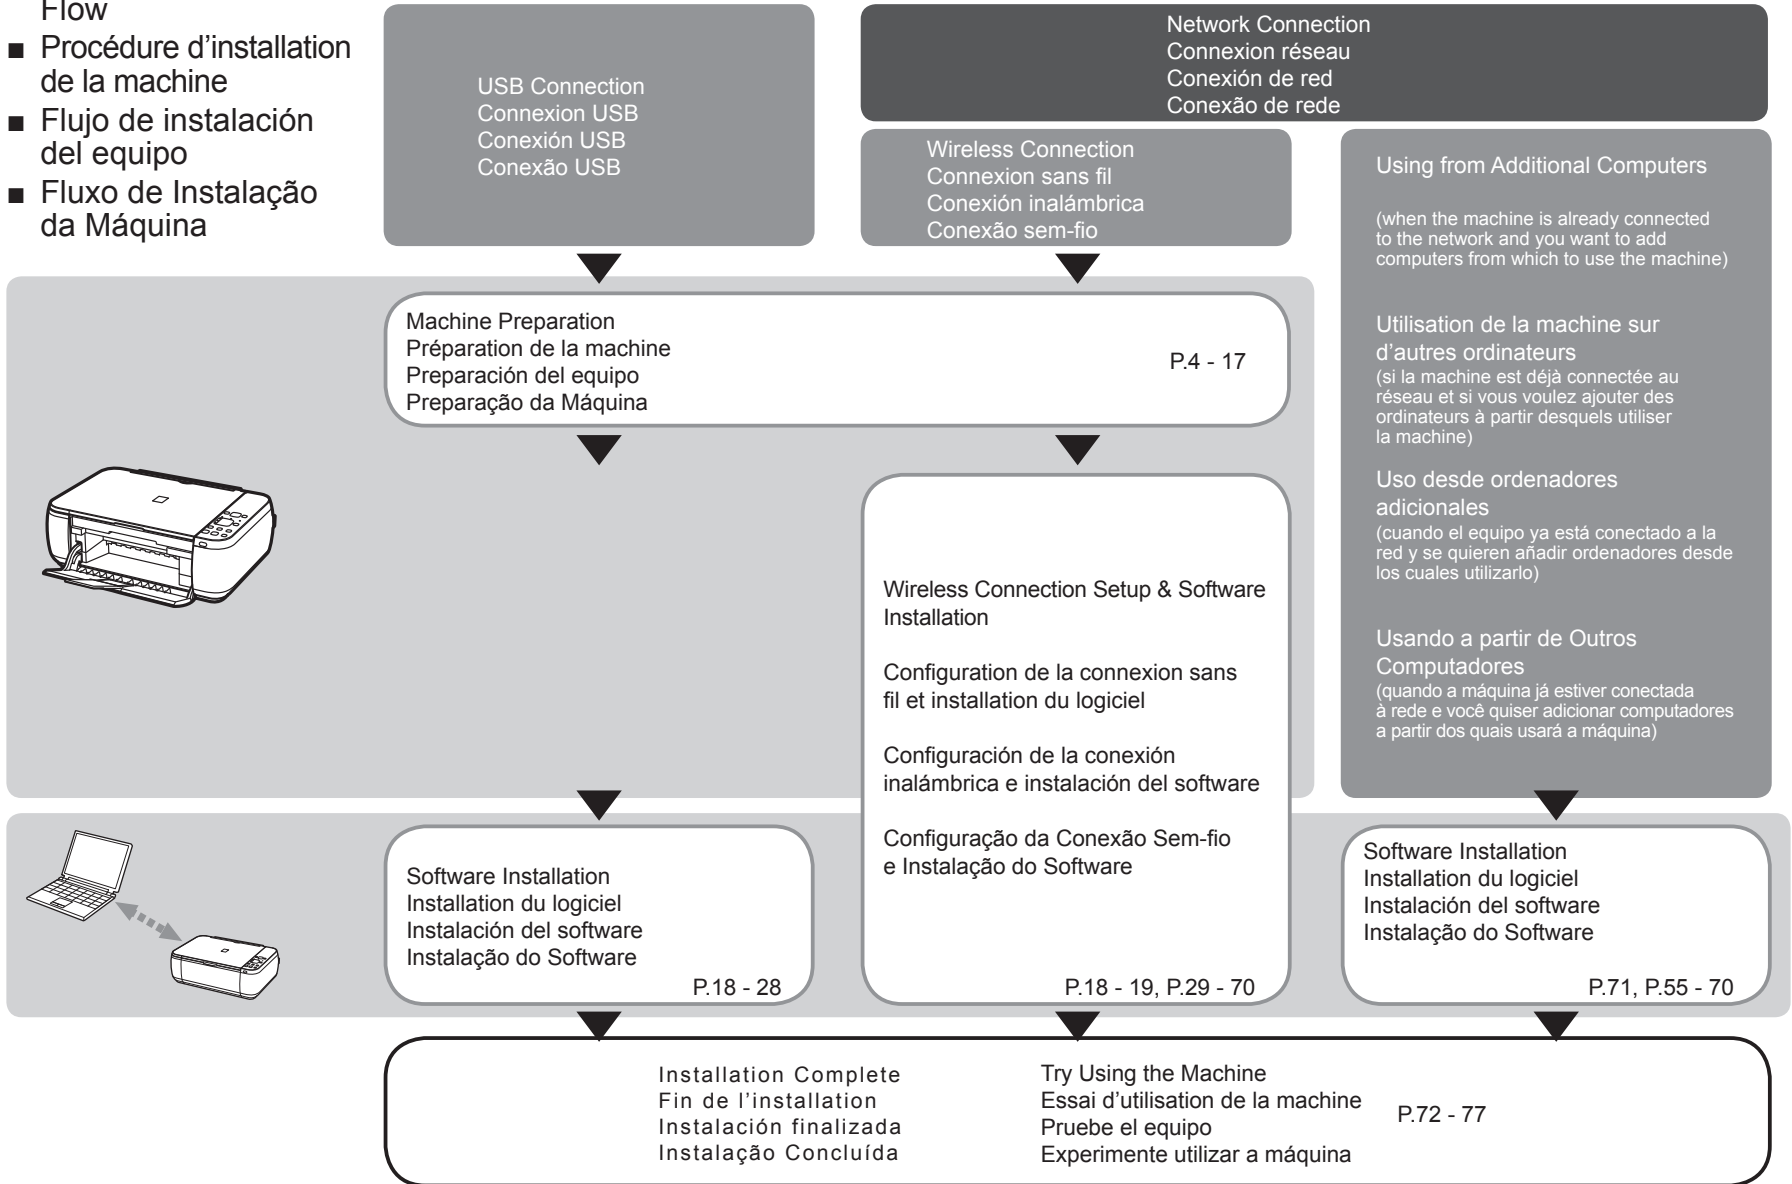 Flow
■ Procédure d’installation
de la machine
■ Flujo de instalación
del equipo
■ Fluxo de Instalação
da Máquina
USB Connection
Connexion USB
Conexión USB
Conexão USB
Network Connection
Connexion réseau
Conexión de red
Conexão de rede
Wireless Connection
Connexion sans fil
Conexión inalámbrica
Conexão sem-fio
Using from Additional Computers
(when the machine is already connected
to the network and you want to add
computers from which to use the machine)
Utilisation de la machine sur
d’autres ordinateurs
(si la machine est déjà connectée au
réseau et si vous voulez ajouter des
ordinateurs à partir desquels utiliser
la machine)
Uso desde ordenadores
adicionales
(cuando el equipo ya está conectado a la
red y se quieren añadir ordenadores desde
los cuales utilizarlo)
Usando a partir de Outros
Computadores
(quando a máquina já estiver conectada
à rede e você quiser adicionar computadores
a partir dos quais usará a máquina)
Machine Preparation
Préparation de la machine
Preparación del equipo
Preparação da Máquina
P.4 - 17
Wireless Connection Setup & Software
Installation
Configuration de la connexion sans
fil et installation du logiciel
Configuración de la conexión
inalámbrica e instalación del software
Configuração da Conexão Sem-fio
e Instalação do Software
P.18 - 19, P.29 - 70
Software Installation
Installation du logiciel
Instalación del software
Instalação do Software
P.18 - 28
Software Installation
Installation du logiciel
Instalación del software
Instalação do Software
P.71, P.55 - 70
Installation Complete
Fin de l’installation
Instalación finalizada
Instalação Concluída
Try Using the Machine
Essai d’utilisation de la machine
Pruebe el equipo
Experimente utilizar a máquina
P.72 - 77